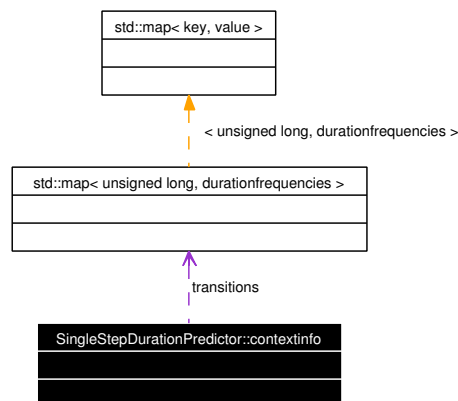 std::map< key, value >
< unsigned long, durationfrequencies >
std::map< unsigned long, durationfrequencies >
transitions
SingleStepDurationPredictor::contextinfo